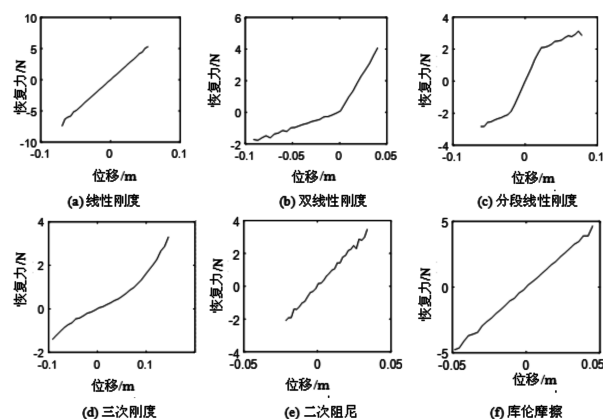 恢复力/N
10
5
0
-5
-10
-0.1
0
0.1
位移/m
(a) 线性刚度
恢复力/N
6
4
2
0
-2
-0.1
-0.05
0
0.05
位移/m
(b) 双线性刚度
恢复力/N
4
2
0
-2
-4
-0.1
0
0.1
位移/m
(c) 分段线性刚度
恢复力/N
4
2
0
-2
-0.1
0
0.1
0.2
位移/m
(d) 三次刚度
恢复力/N
4
2
0
-2
-4
0.05
0
0.05
位移/m
(e) 二次阻尼
恢复力/N
5
0
-5
0.05
0
0.05
位移/m
(f) 库伦摩擦